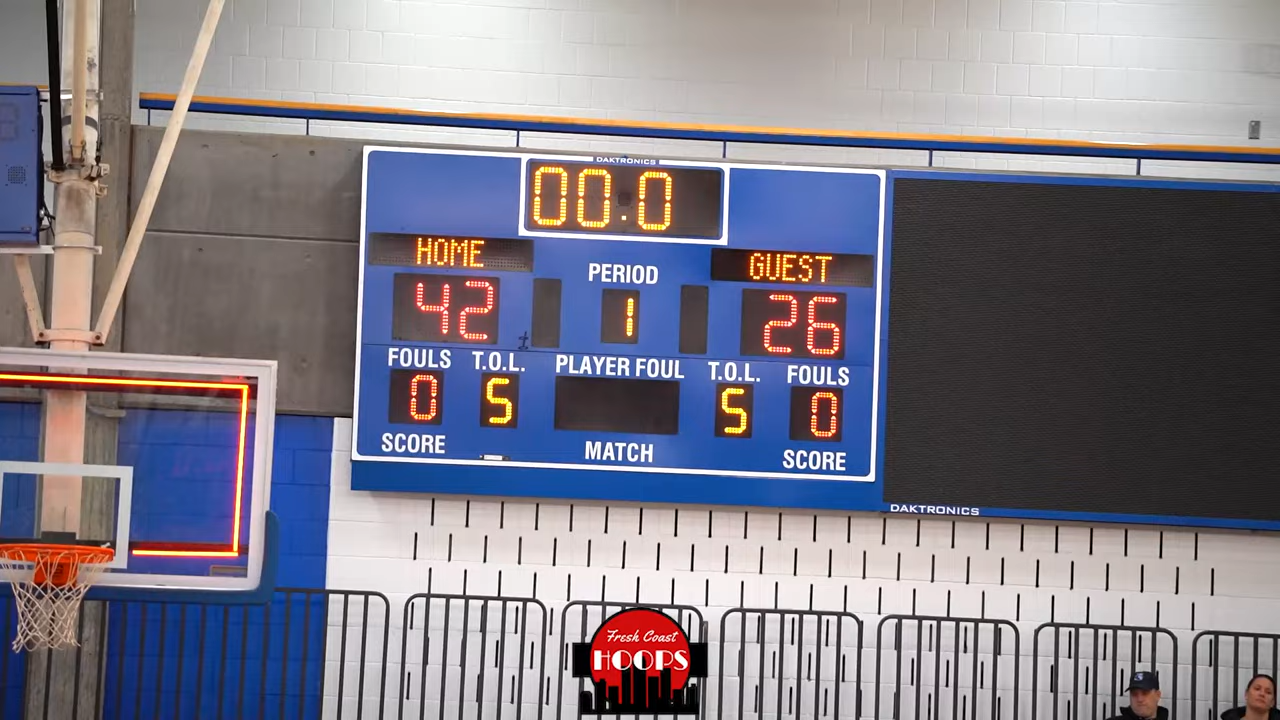 DAKTRONICS
00.0
HOME
GUEST
PERIOD
42
1
26
FOULS T.O.L. PLAYER FOUL T.O.L. FOULS
0 5 5 0
SCORE MATCH SCORE
DAKTRONICS
Fresh Coast
HOOPS